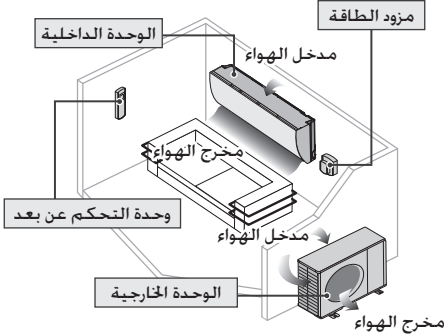 مزود الطاقة
الوحدة الداخلية
مدخل الهواء
مخرج الهواء
وحدة التحكم عن بعد
مدخل الهواء
الوحدة الخارجية
مخرج الهواء